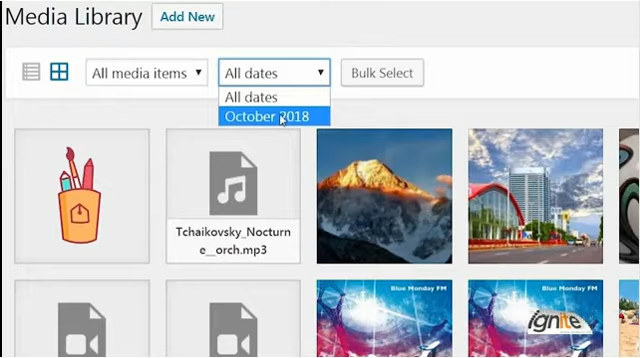 Media Library Add New
All media items All dates Bulk Select
All dates
October 2018
Tchaikovsky_Nocturn
e__orch.mp3
Blue Monday FM Blue Monday FM
ignite